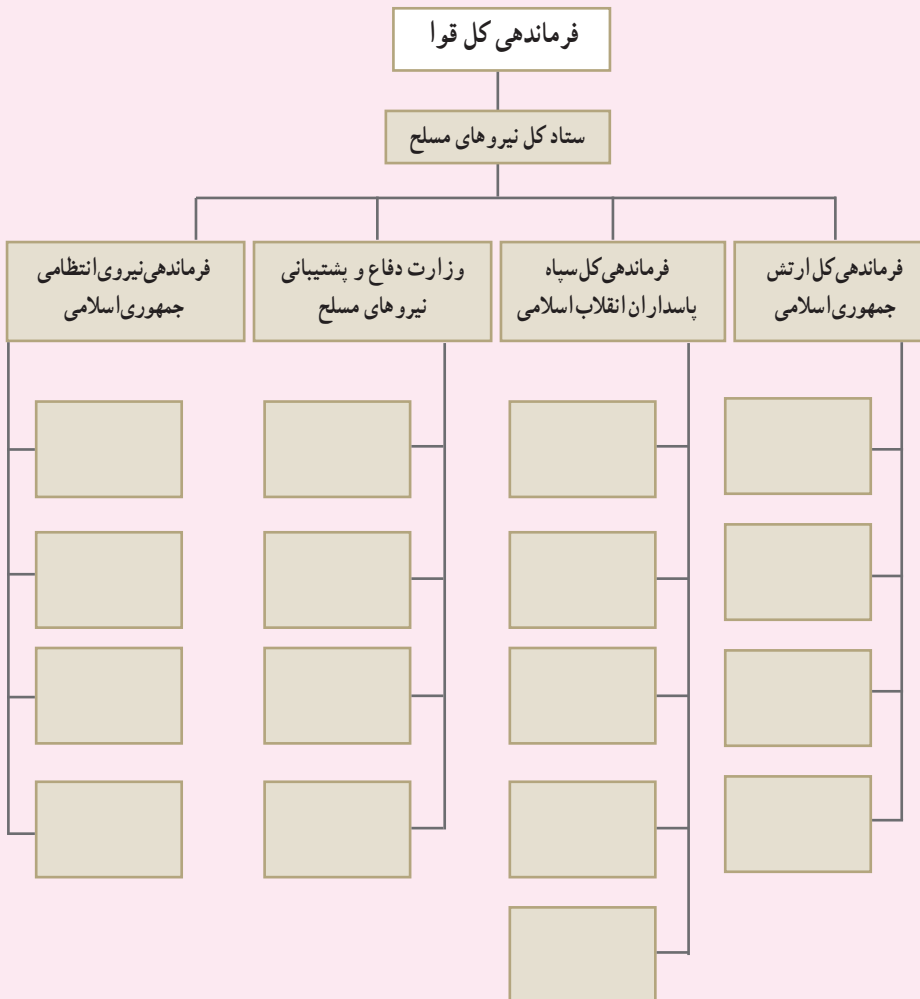 فرماندهی کل قوا
ستاد کل نیروهای مسلح
فرماندهی کل ارتش
جمهوری اسلامی
فرماندهی کل سپاه
پاسداران انقلاب اسلامی
وزارت دفاع و پشتیبانی
نیروهای مسلح
فرماندهی نیروی انتظامی
جمهوری اسلامی